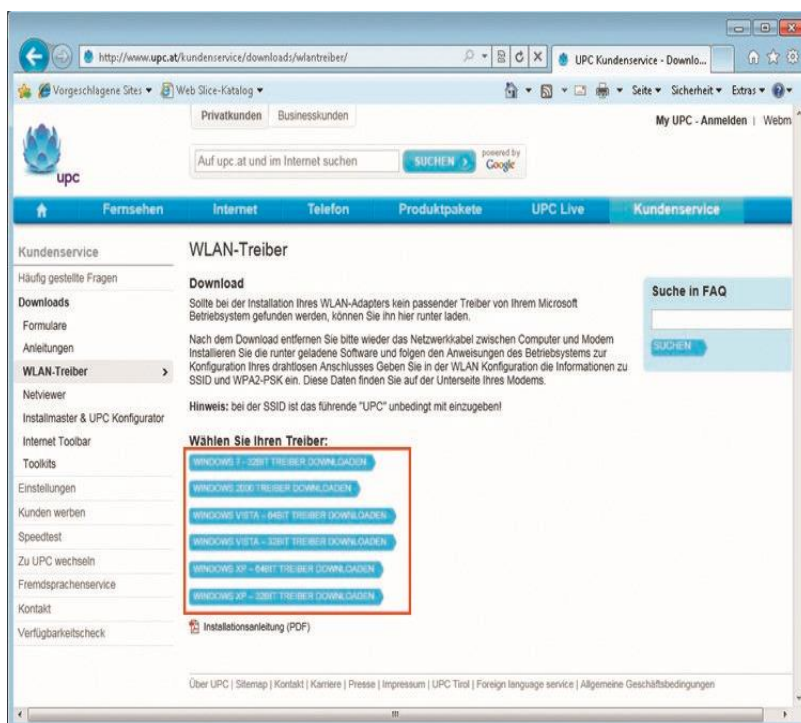 http://www.upc.at/kundenservice/downloads/wlantreiber/
UPC Kundenservice - Downlo...
Vorgeschlagene Sites
Web Slice-Katalog
Seite
Sicherheit
Extras
Privatkunden
Businesskunden
My UPC - Anmelden | Webm
upc
Auf upc.at und im Internet suchen
SUCHEN
powered by
Google
Fernsehen
Internet
Telefon
Produktpakete
UPC Live
Kundenservice
Kundenservice
Häufig gestellte Fragen
Downloads
Formulare
Anleitungen
WLAN-Treiber
Netviewer
Installmaster & UPC Konfigurator
Internet Toolbar
Toolkits
Einstellungen
Kunden werben
Speedtest
Zu UPC wechseln
Fremdsprachenservice
Kontakt
Verfügbarkeitscheck
WLAN-Treiber
Download
Sollte bei der Installation Ihres WLAN-Adapters kein passender Treiber von Ihrem Microsoft
Betriebsystem gefunden werden, können Sie ihn hier runter laden.
Nach dem Download entfernen Sie bitte wieder das Netzwerkkabel zwischen Computer und Modem
Installieren Sie die runter geladene Software und folgen den Anweisungen des Betriebsystems zur
Konfiguration Ihres drahtlosen Anschlusses Geben Sie in der WLAN Konfiguration die Informationen zu
SSID und WPA2-PSK ein. Diese Daten finden Sie auf der Unterseite Ihres Modems.
Hinweis: bei der SSID ist das führende "UPC" unbedingt mit einzugeben!
Wählen Sie Ihren Treiber:
WINDOWS 7 - 32BIT TREIBER DOWNLOADEN
WINDOWS 2000 TREIBER DOWNLOADEN
WINDOWS VISTA - 64BIT TREIBER DOWNLOADEN
WINDOWS VISTA - 32BIT TREIBER DOWNLOADEN
WINDOWS XP - 64BIT TREIBER DOWNLOADEN
WINDOWS XP - 32BIT TREIBER DOWNLOADEN
Installationsanleitung (PDF)
Suche in FAQ
SUCHEN
Über UPC | Sitemap | Kontakt | Karriere | Presse | Impressum | UPC Tirol | Foreign language service | Allgemeine Geschäftsbedingungen